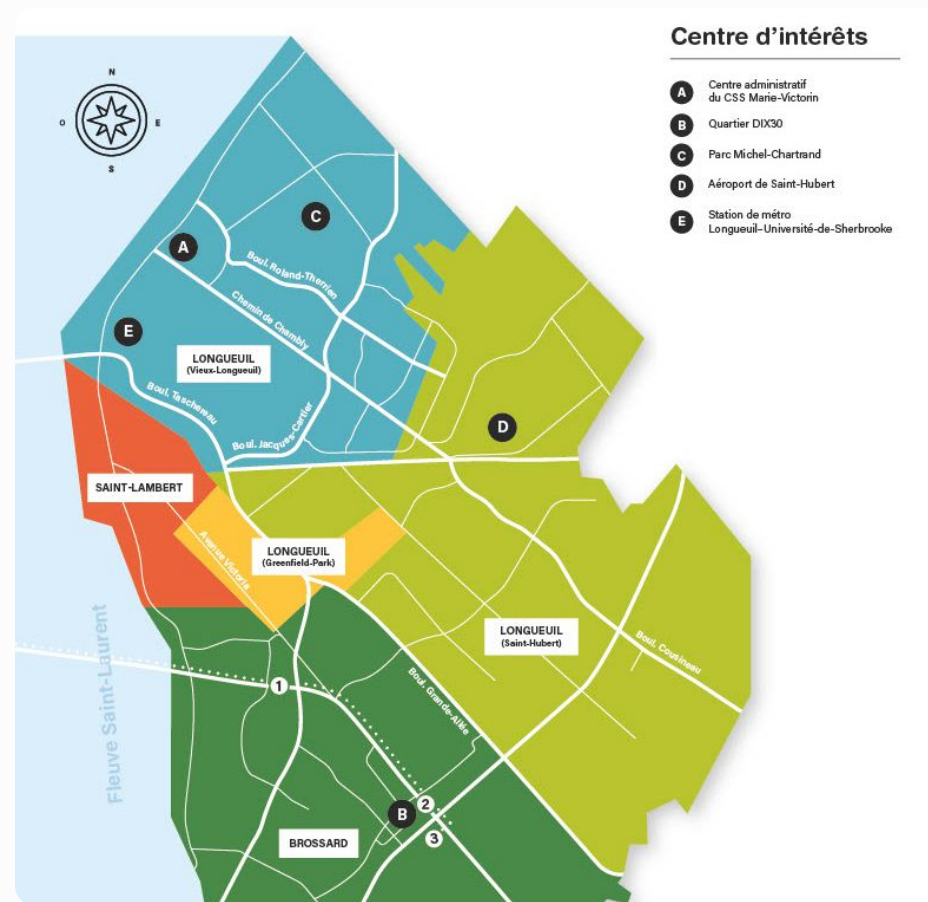 Centre d'intérêts
A
Centre administratif
du CSS Marie-Victorin
B
Quartier DIX30
C
Parc Michel-Chartrand
D
Aéroport de Saint-Hubert
E
Station de métro
Longueuil–Université-de-Sherbrooke
N
O
E
S
C
A
Boul. Roland-Therrien
Chemin de Chambly
E
LONGUEUIL
(Vieux-Longueuil)
Boul. Taschereau
Boul. Jacques-Cartier
D
SAINT-LAMBERT
Avenue Victoria
LONGUEUIL
(Greenfield-Park)
LONGUEUIL
(Saint-Hubert)
Boul. Cousineau
Boul. Grande-Allée
Fleuve Saint-Laurent
1
2
B
3
BROSSARD